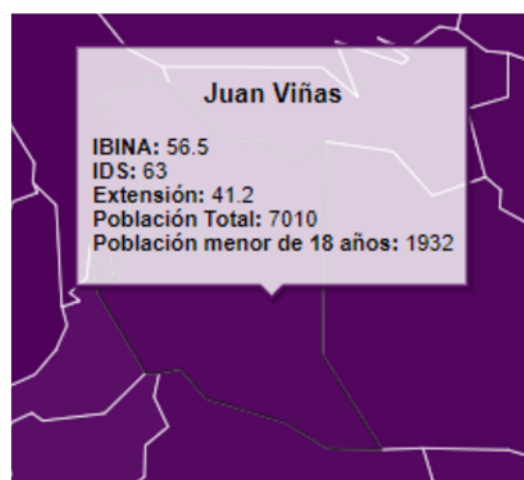 Juan Viñas
IBINA: 56.5
IDS: 63
Extensión: 41.2
Población Total: 7010
Población menor de 18 años: 1932